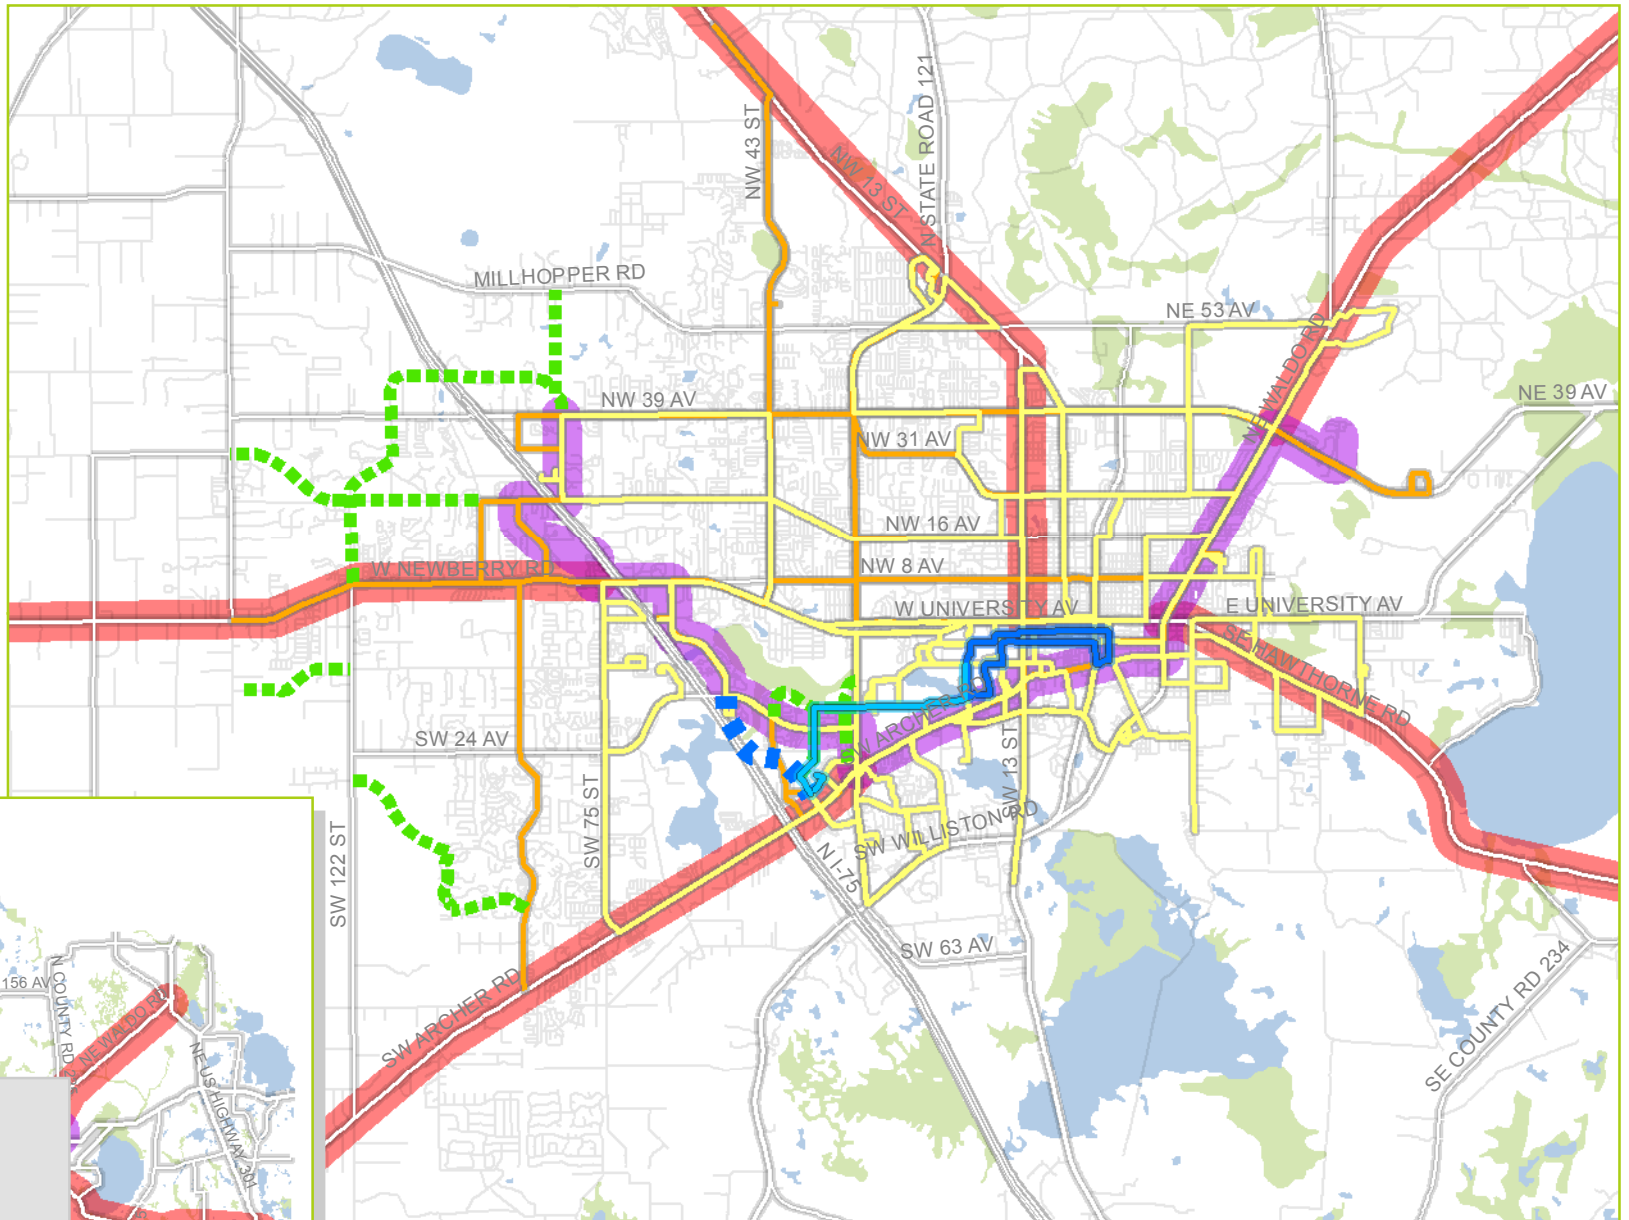 N STATE ROAD 121
NW 43 ST
NW 13 ST
MILLHOPPER RD
NE 53 AV
NE WALDO RD
NE 39 AV
NW 39 AV
NW 31 AV
NW 16 AV
W NEWBERRY RD
NW 8 AV
W UNIVERSITY AV
E UNIVERSITY AV
SE HAWTHORNE RD
SW ARCHER RD
SW 24 AV
SW 13 ST
SW 75 ST
SW WILLISTON RD
SW 122 ST
N I-75
SW 63 AV
SW ARCHER RD
SE COUNTY RD 234
156 AV
N COUNTY RD
NE WALDO RD
NE US HIGHWAY 301